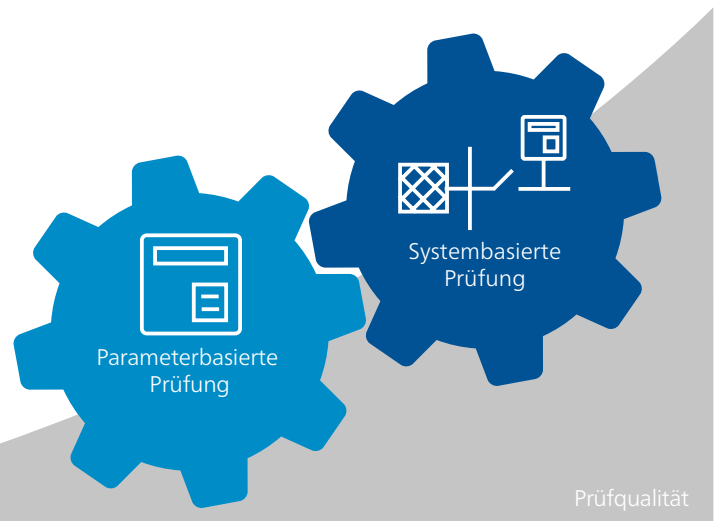 Systembasierte
Prüfung
Parameterbasierte
Prüfung
Prüfqualität